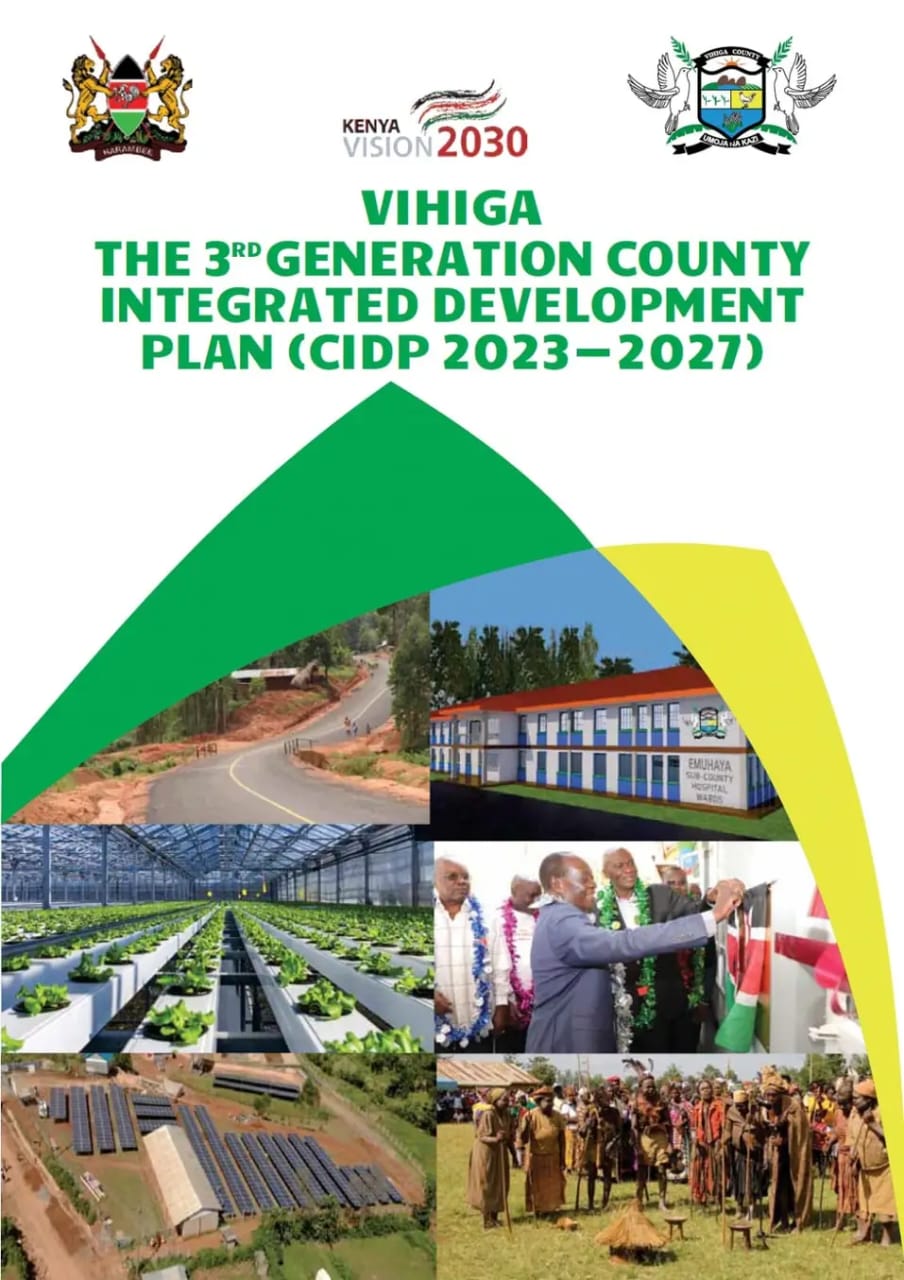 HARAMBEE
KENYA
VISION 2030
VIHIGA COUNTY
UMOJA NA KAZI
VIHIGA
THE 3RD GENERATION COUNTY
INTEGRATED DEVELOPMENT
PLAN (CIDP 2023–2027)
EMUHAYA
SUB-COUNTY
HOSPITAL
WARDS